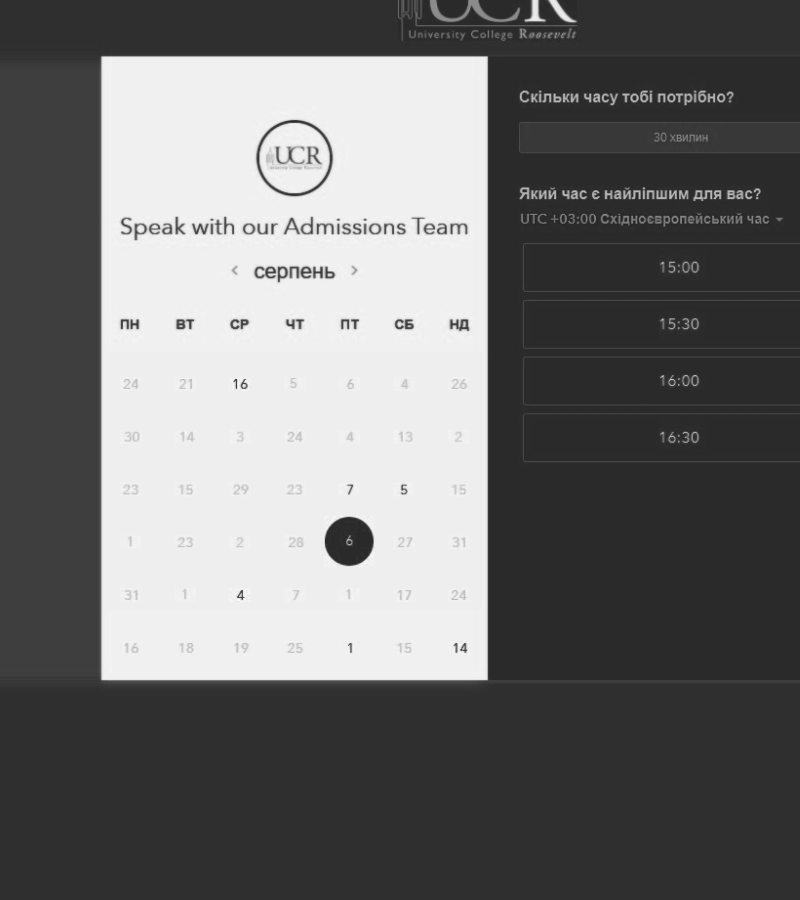 UCR
University College Roosevelt
UCR
Speak with our Admissions Team
< серпень >
ПН ВТ СР ЧТ ПТ СБ НД
24 21 16 5 6 4 26
30 14 3 24 4 13 2
23 15 29 23 7 5 15
1 23 2 28 6 27 31
31 1 4 7 1 17 24
16 18 19 25 1 15 14
Скільки часу тобі потрібно?
30 хвилин
Який час є найліпшим для вас?
UTC +03:00 Східноєвропейський час
15:00
15:30
16:00
16:30